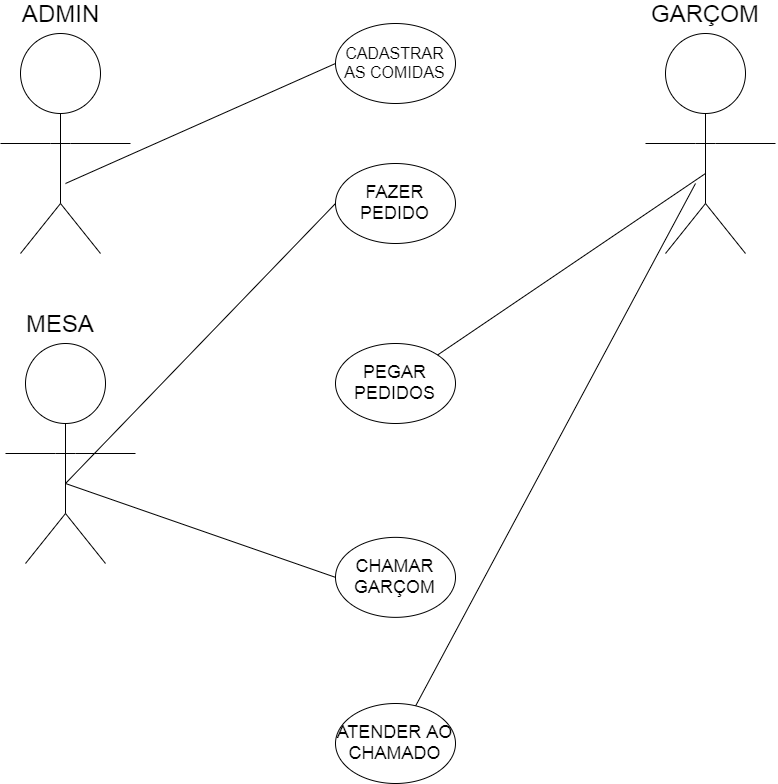 ADMIN
GARÇOM
CADASTRAR
AS COMIDAS
FAZER
PEDIDO
MESA
PEGAR
PEDIDOS
CHAMAR
GARÇOM
ATENDER AO
CHAMADO